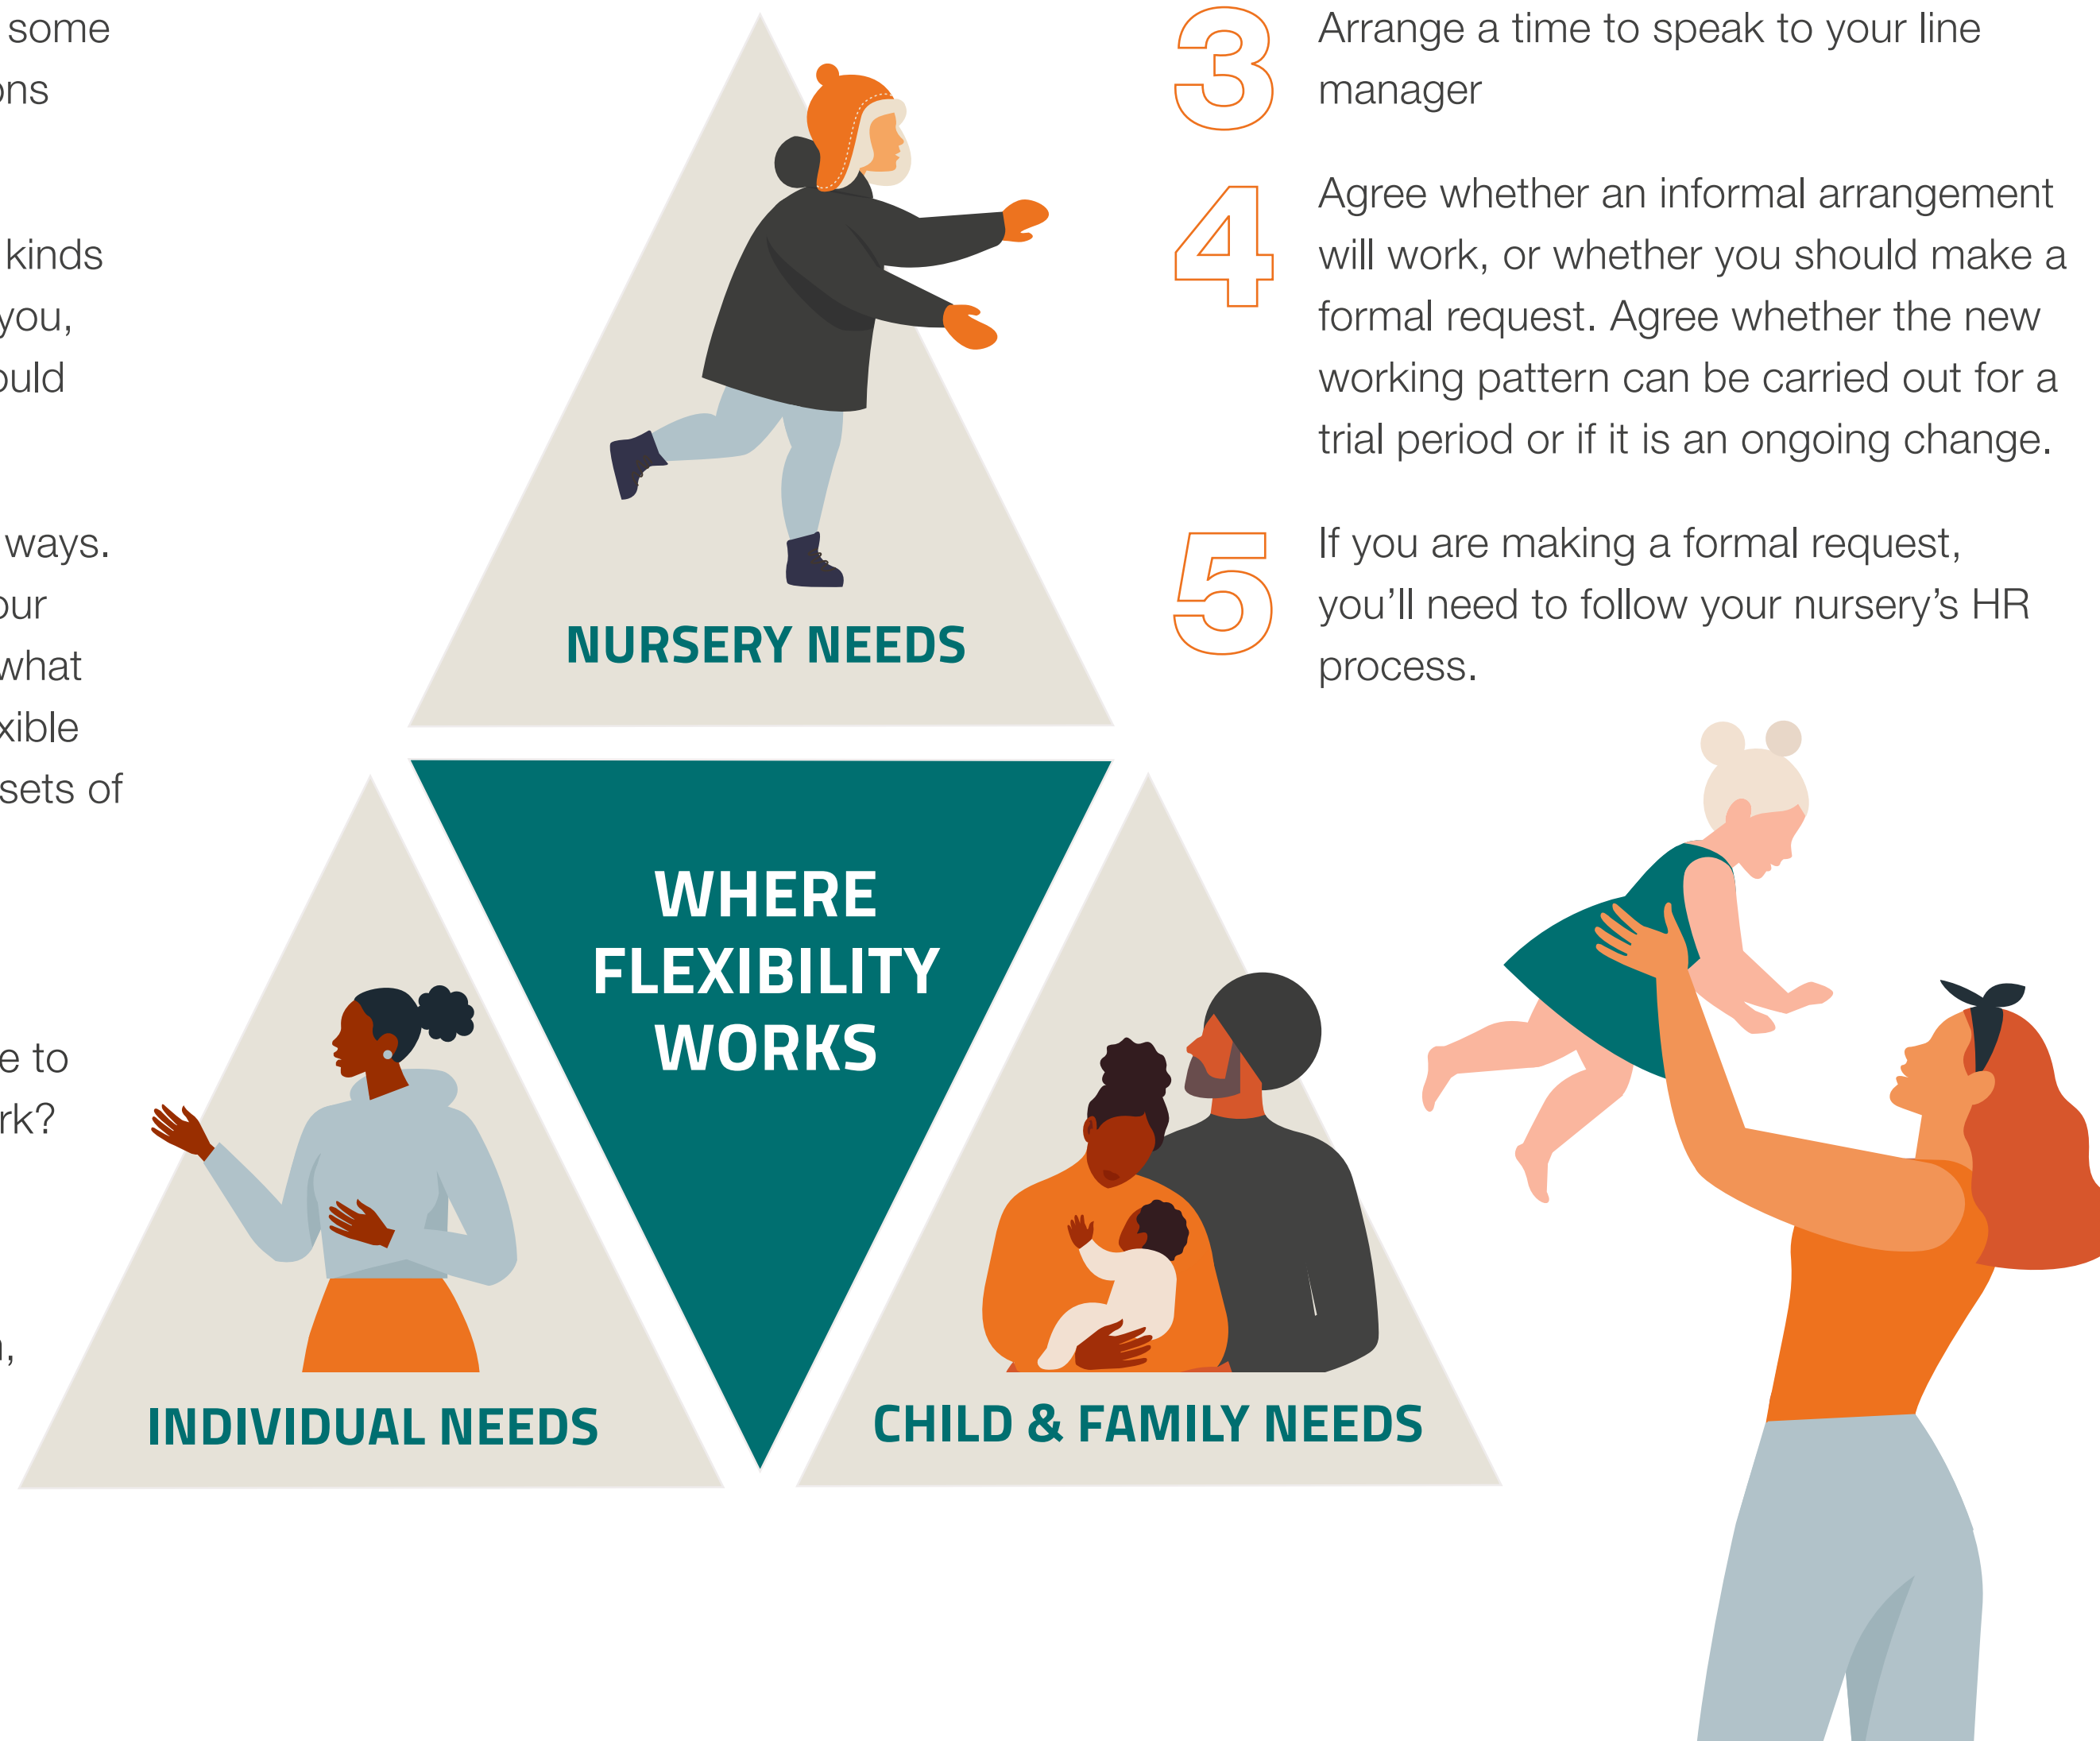 some
ns
kinds
you,
ould
ways.
our
what
xible
sets of
e to
rk?
,
NURSERY NEEDS
WHERE
FLEXIBILITY
WORKS
INDIVIDUAL NEEDS
CHILD & FAMILY NEEDS
3
Arrange a time to speak to your line
manager
4
Agree whether an informal arrangement
will work, or whether you should make a
formal request. Agree whether the new
working pattern can be carried out for a
trial period or if it is an ongoing change.
5
If you are making a formal request,
you’ll need to follow your nursery’s HR
process.